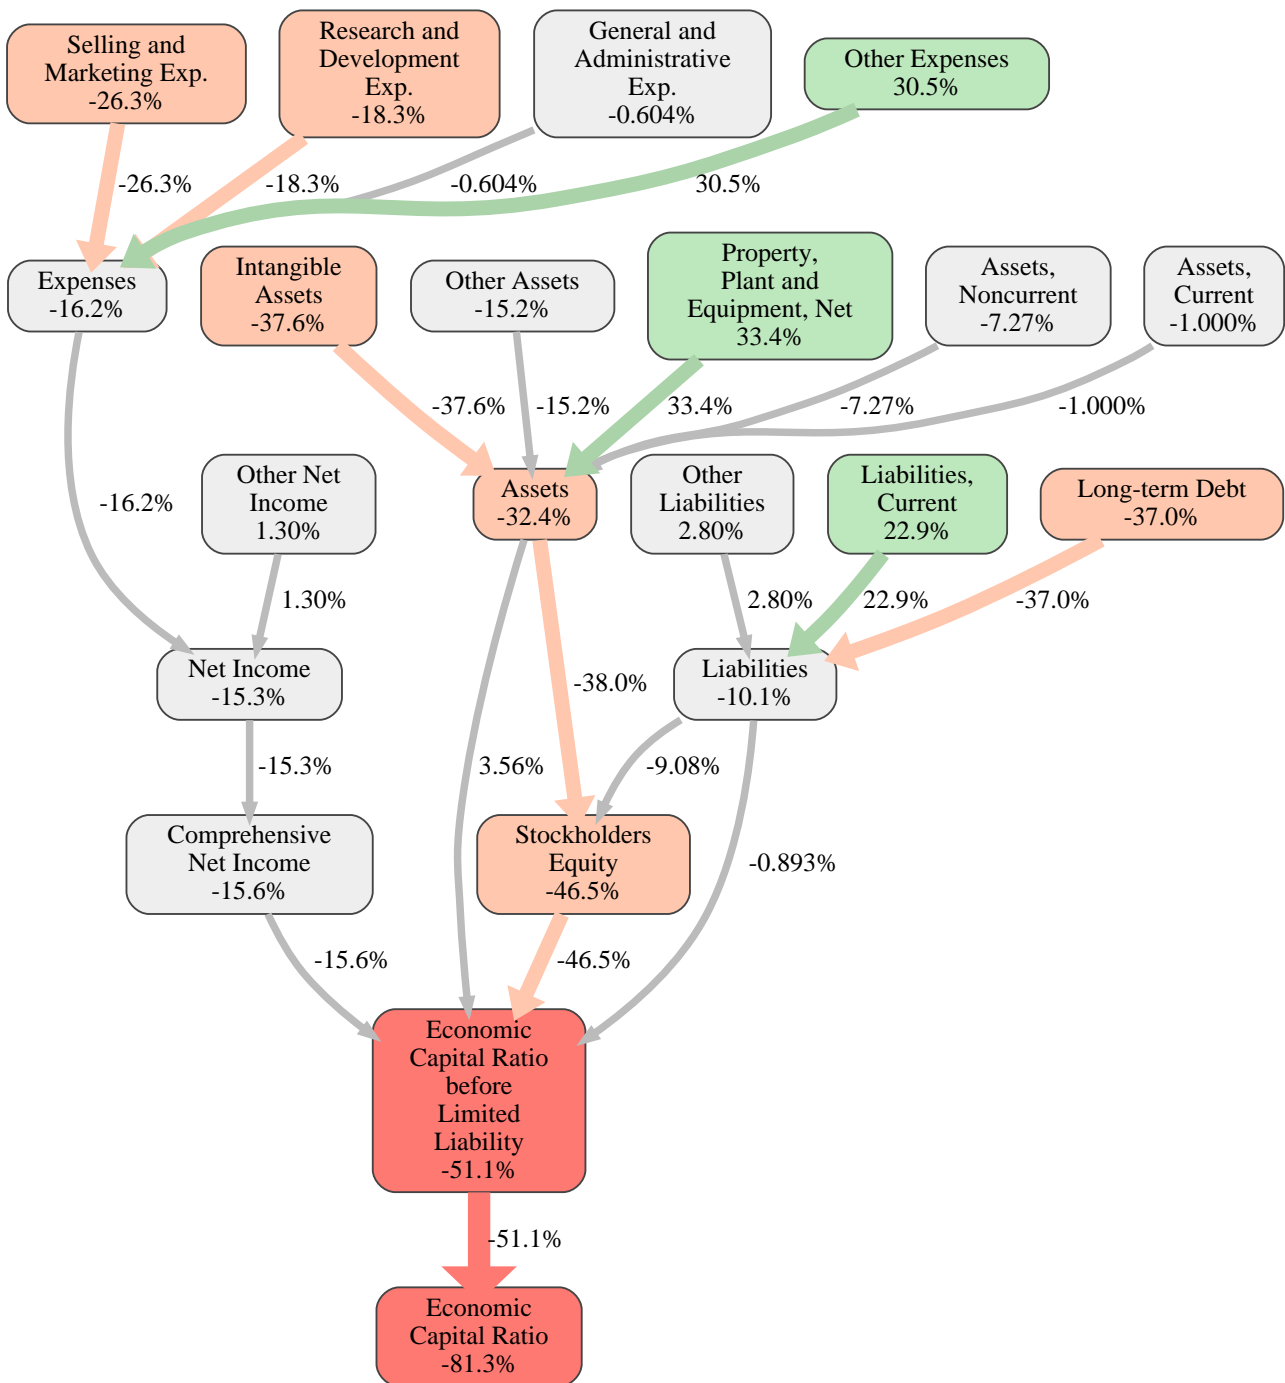 Selling and
Marketing Exp.
-26.3%
Research and
Development
Exp.
-18.3%
General and
Administrative
Exp.
-0.604%
Other Expenses
30.5%
-26.3%
-18.3%
-0.604%
30.5%
Expenses
-16.2%
Intangible
Assets
-37.6%
Other Assets
-15.2%
Property,
Plant and
Equipment, Net
33.4%
Assets,
Noncurrent
-7.27%
Assets,
Current
-1.000%
-37.6%
-15.2%
33.4%
-7.27%
-1.000%
-16.2%
Other Net
Income
1.30%
Assets
-32.4%
Other
Liabilities
2.80%
Liabilities,
Current
22.9%
Long-term Debt
-37.0%
1.30%
2.80%
22.9%
-37.0%
Net Income
-15.3%
-38.0%
Liabilities
-10.1%
-15.3%
3.56%
-9.08%
Comprehensive
Net Income
-15.6%
Stockholders
Equity
-46.5%
-0.893%
-15.6%
-46.5%
Economic
Capital Ratio
before
Limited
Liability
-51.1%
-51.1%
Economic
Capital Ratio
-81.3%